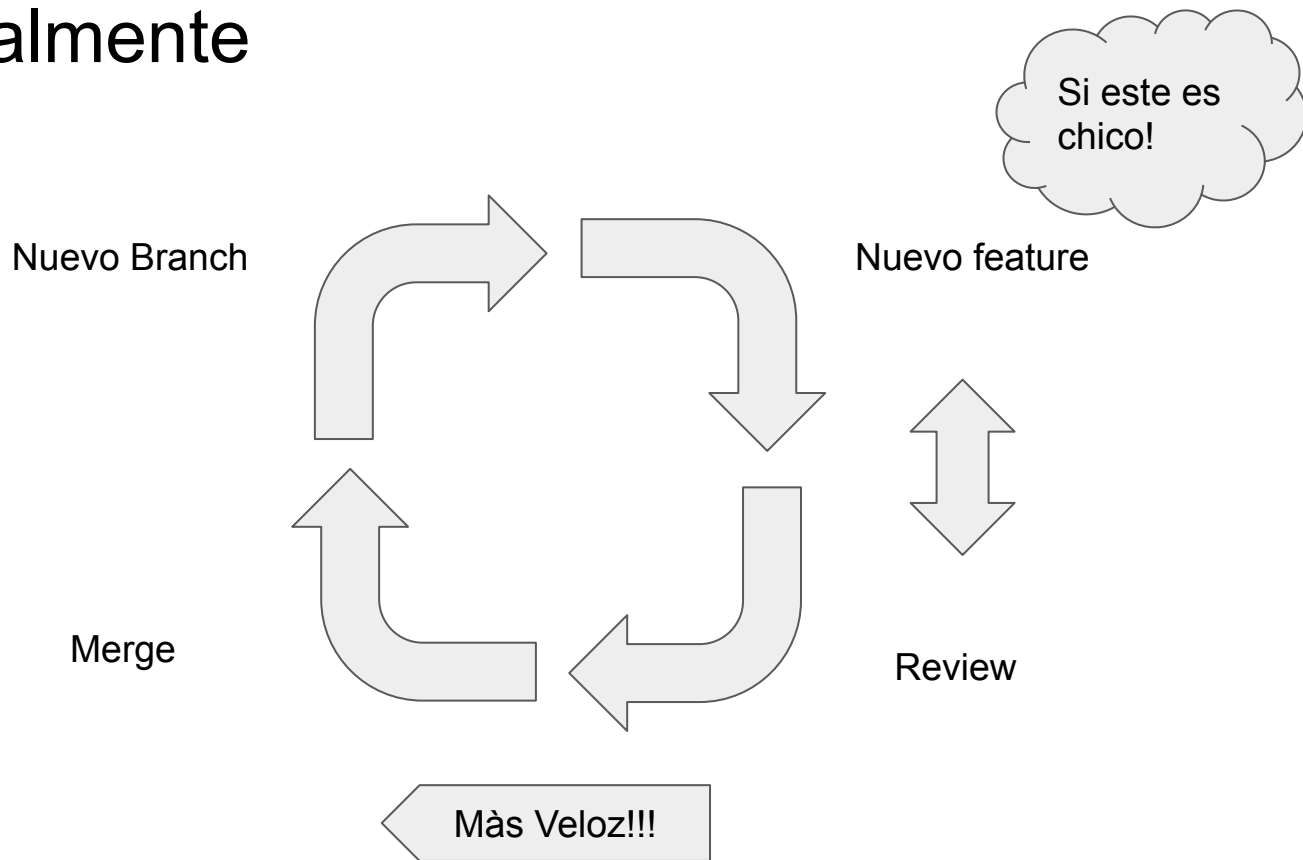 almente
Si este es
chico!
Nuevo Branch
Nuevo feature
Merge
Review
Màs Veloz!!!